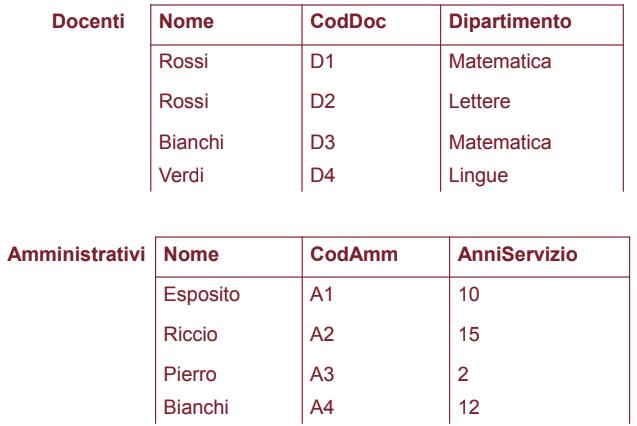 Docenti Nome CodDoc Dipartimento
Rossi D1 Matematica
Rossi D2 Lettere
Bianchi D3 Matematica
Verdi D4 Lingue
Amministrativi Nome CodAmm AnniServizio
Esposito A1 10
Riccio A2 15
Pierro A3 2
Bianchi A4 12